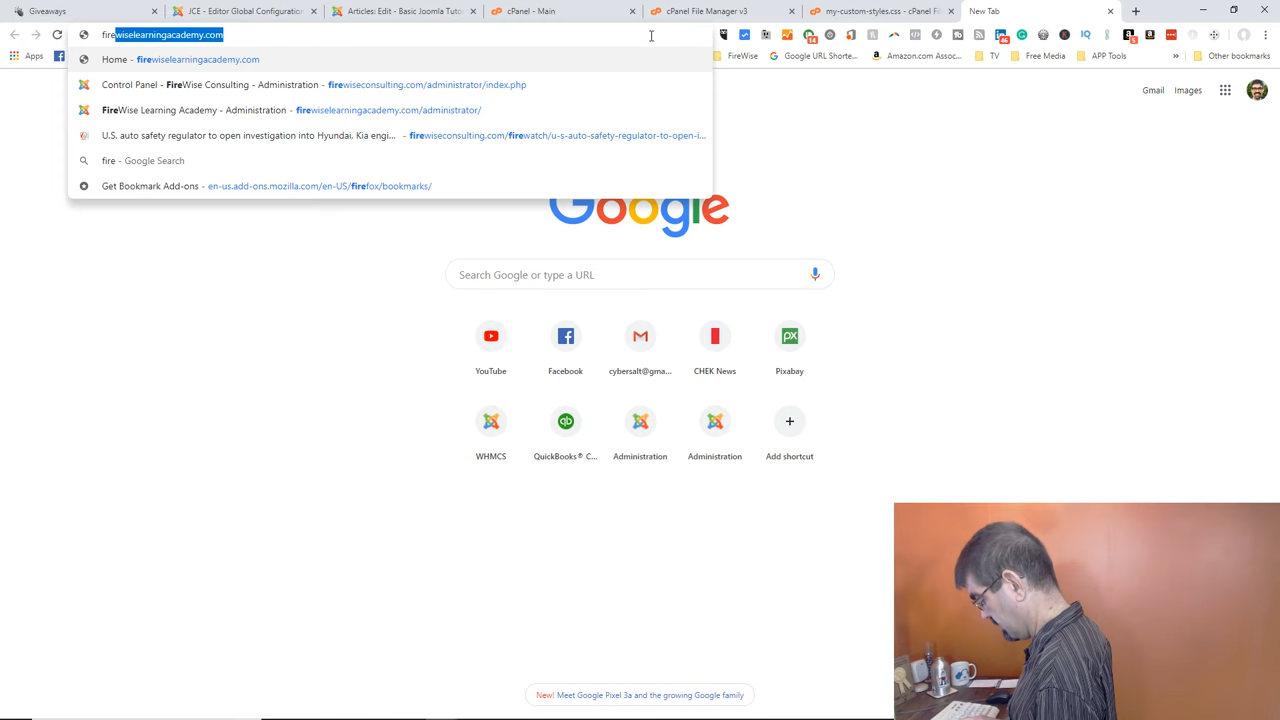 Giveaways
JCE - Editor Global Configuration
Articles: Edit - Basic Joomla Tuto
cPanel - Main
cPanel File Manager v3
my-custom-styles.css - cPanel F
New Tab
firewiselearningacademy.com
Apps
FireWise
Google URL Shorte...
Amazon.com Assoc...
TV
Free Media
APP Tools
»
Other bookmarks
Home - firewiselearningacademy.com
Control Panel - FireWise Consulting - Administration - firewiseconsulting.com/administrator/index.php
FireWise Learning Academy - Administration - firewiselearningacademy.com/administrator/
U.S. auto safety regulator to open investigation into Hyundai, Kia engi... - firewiseconsulting.com/firewatch/u-s-auto-safety-regulator-to-open-i...
fire - Google Search
Get Bookmark Add-ons - en-us.add-ons.mozilla.com/en-US/firefox/bookmarks/
Gmail Images
Google
Search Google or type a URL
YouTube
Facebook
cybersalt@gma...
CHEK News
Pixabay
WHMCS
QuickBooks® C...
Administration
Administration
Add shortcut
New! Meet Google Pixel 3a and the growing Google family